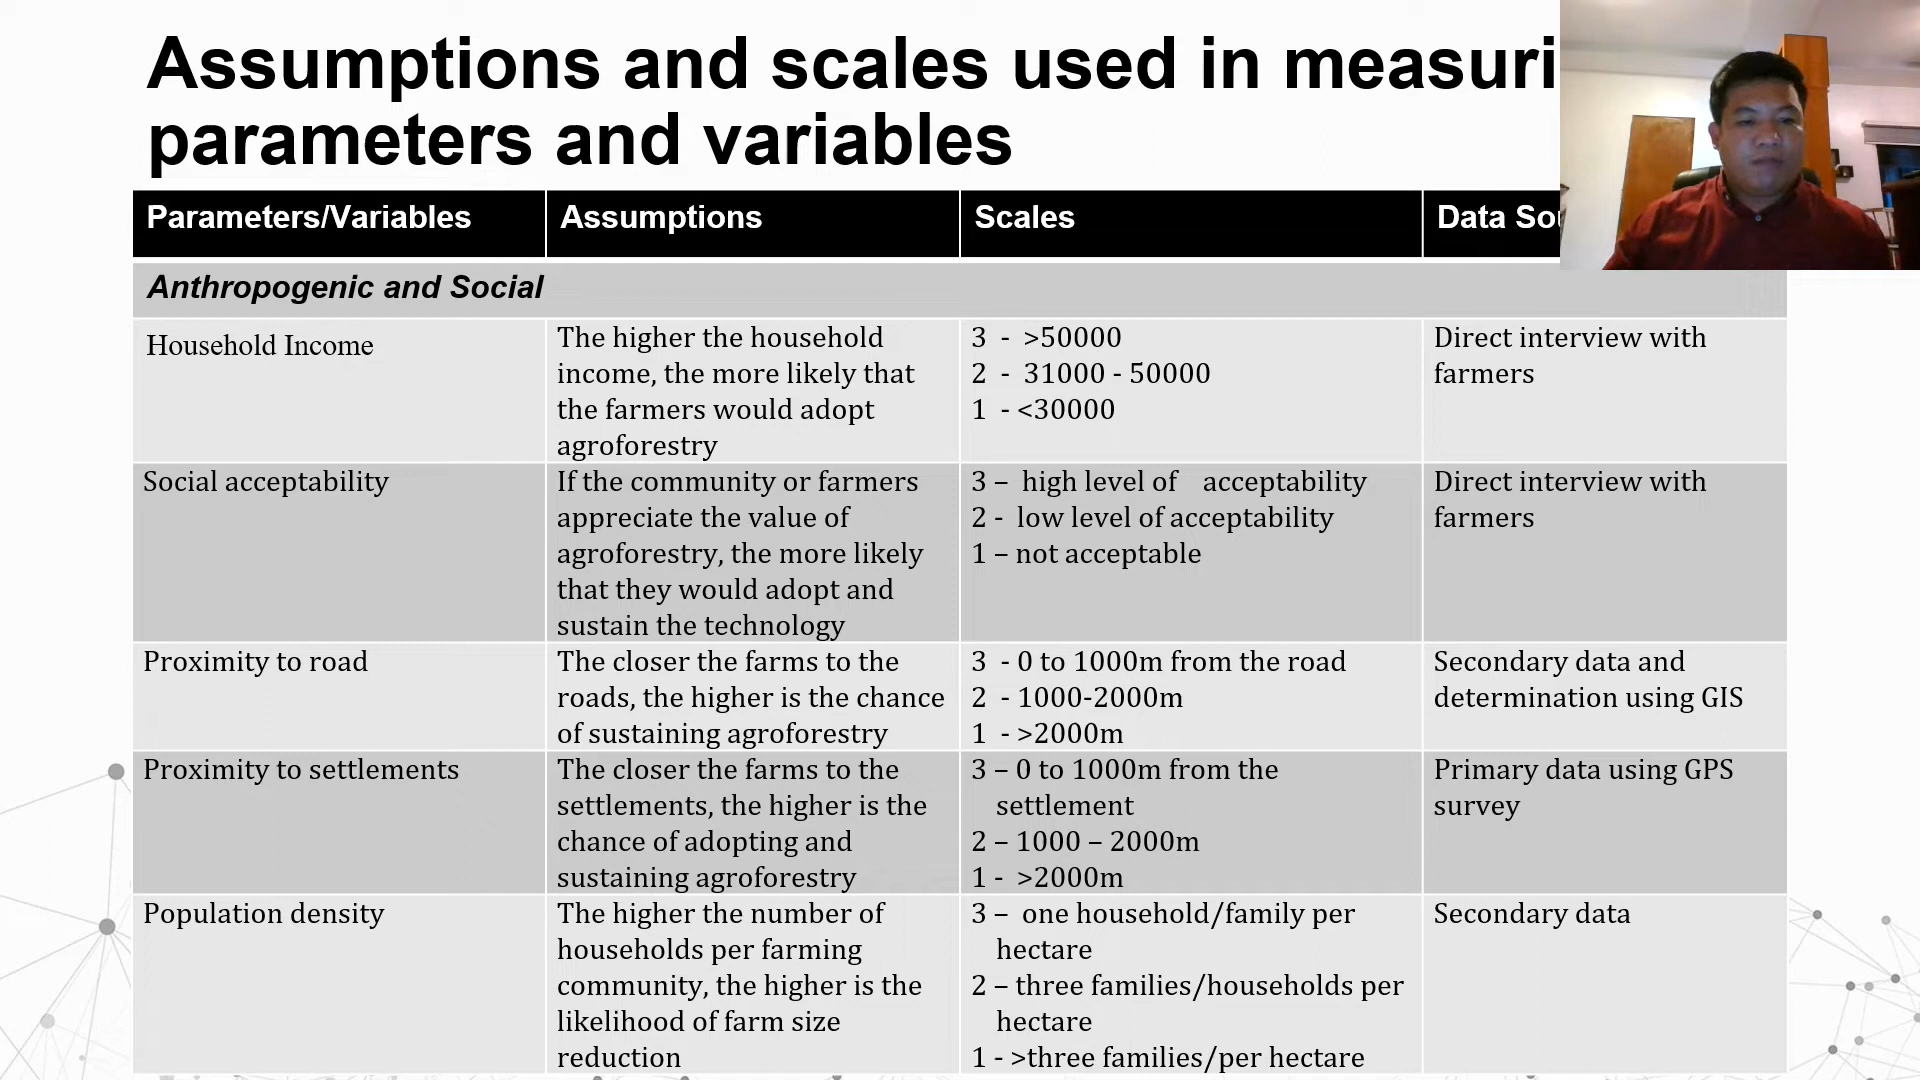 Assumptions and scales used in
parameters and variables
Parameters/Variables
Assumptions
Scales
Data
Anthropogenic and Social
Household Income
The higher the household
income, the more likely that
the farmers would adopt
agroforestry
3 - >50000
2 - 31000 - 50000
1 - <30000
Direct interview with
farmers
Social acceptability
If the community or farmers
appreciate the value of
agroforestry, the more likely
that they would adopt and
sustain the technology
3 – high level of acceptability
2 - low level of acceptability
1 – not acceptable
Direct interview with
farmers
Proximity to road
The closer the farms to the
roads, the higher is the chance
of sustaining agroforestry
3 - 0 to 1000m from the road
2 - 1000-2000m
1 - >2000m
Secondary data and
determination using GIS
Proximity to settlements
The closer the farms to the
settlements, the higher is the
chance of adopting and
sustaining agroforestry
3 – 0 to 1000m from the
settlement
2 – 1000 – 2000m
1 - >2000m
Primary data using GPS
survey
Population density
The higher the number of
households per farming
community, the higher is the
likelihood of farm size
reduction
3 – one household/family per
hectare
2 – three families/households per
hectare
1 - >three families/per hectare
Secondary data